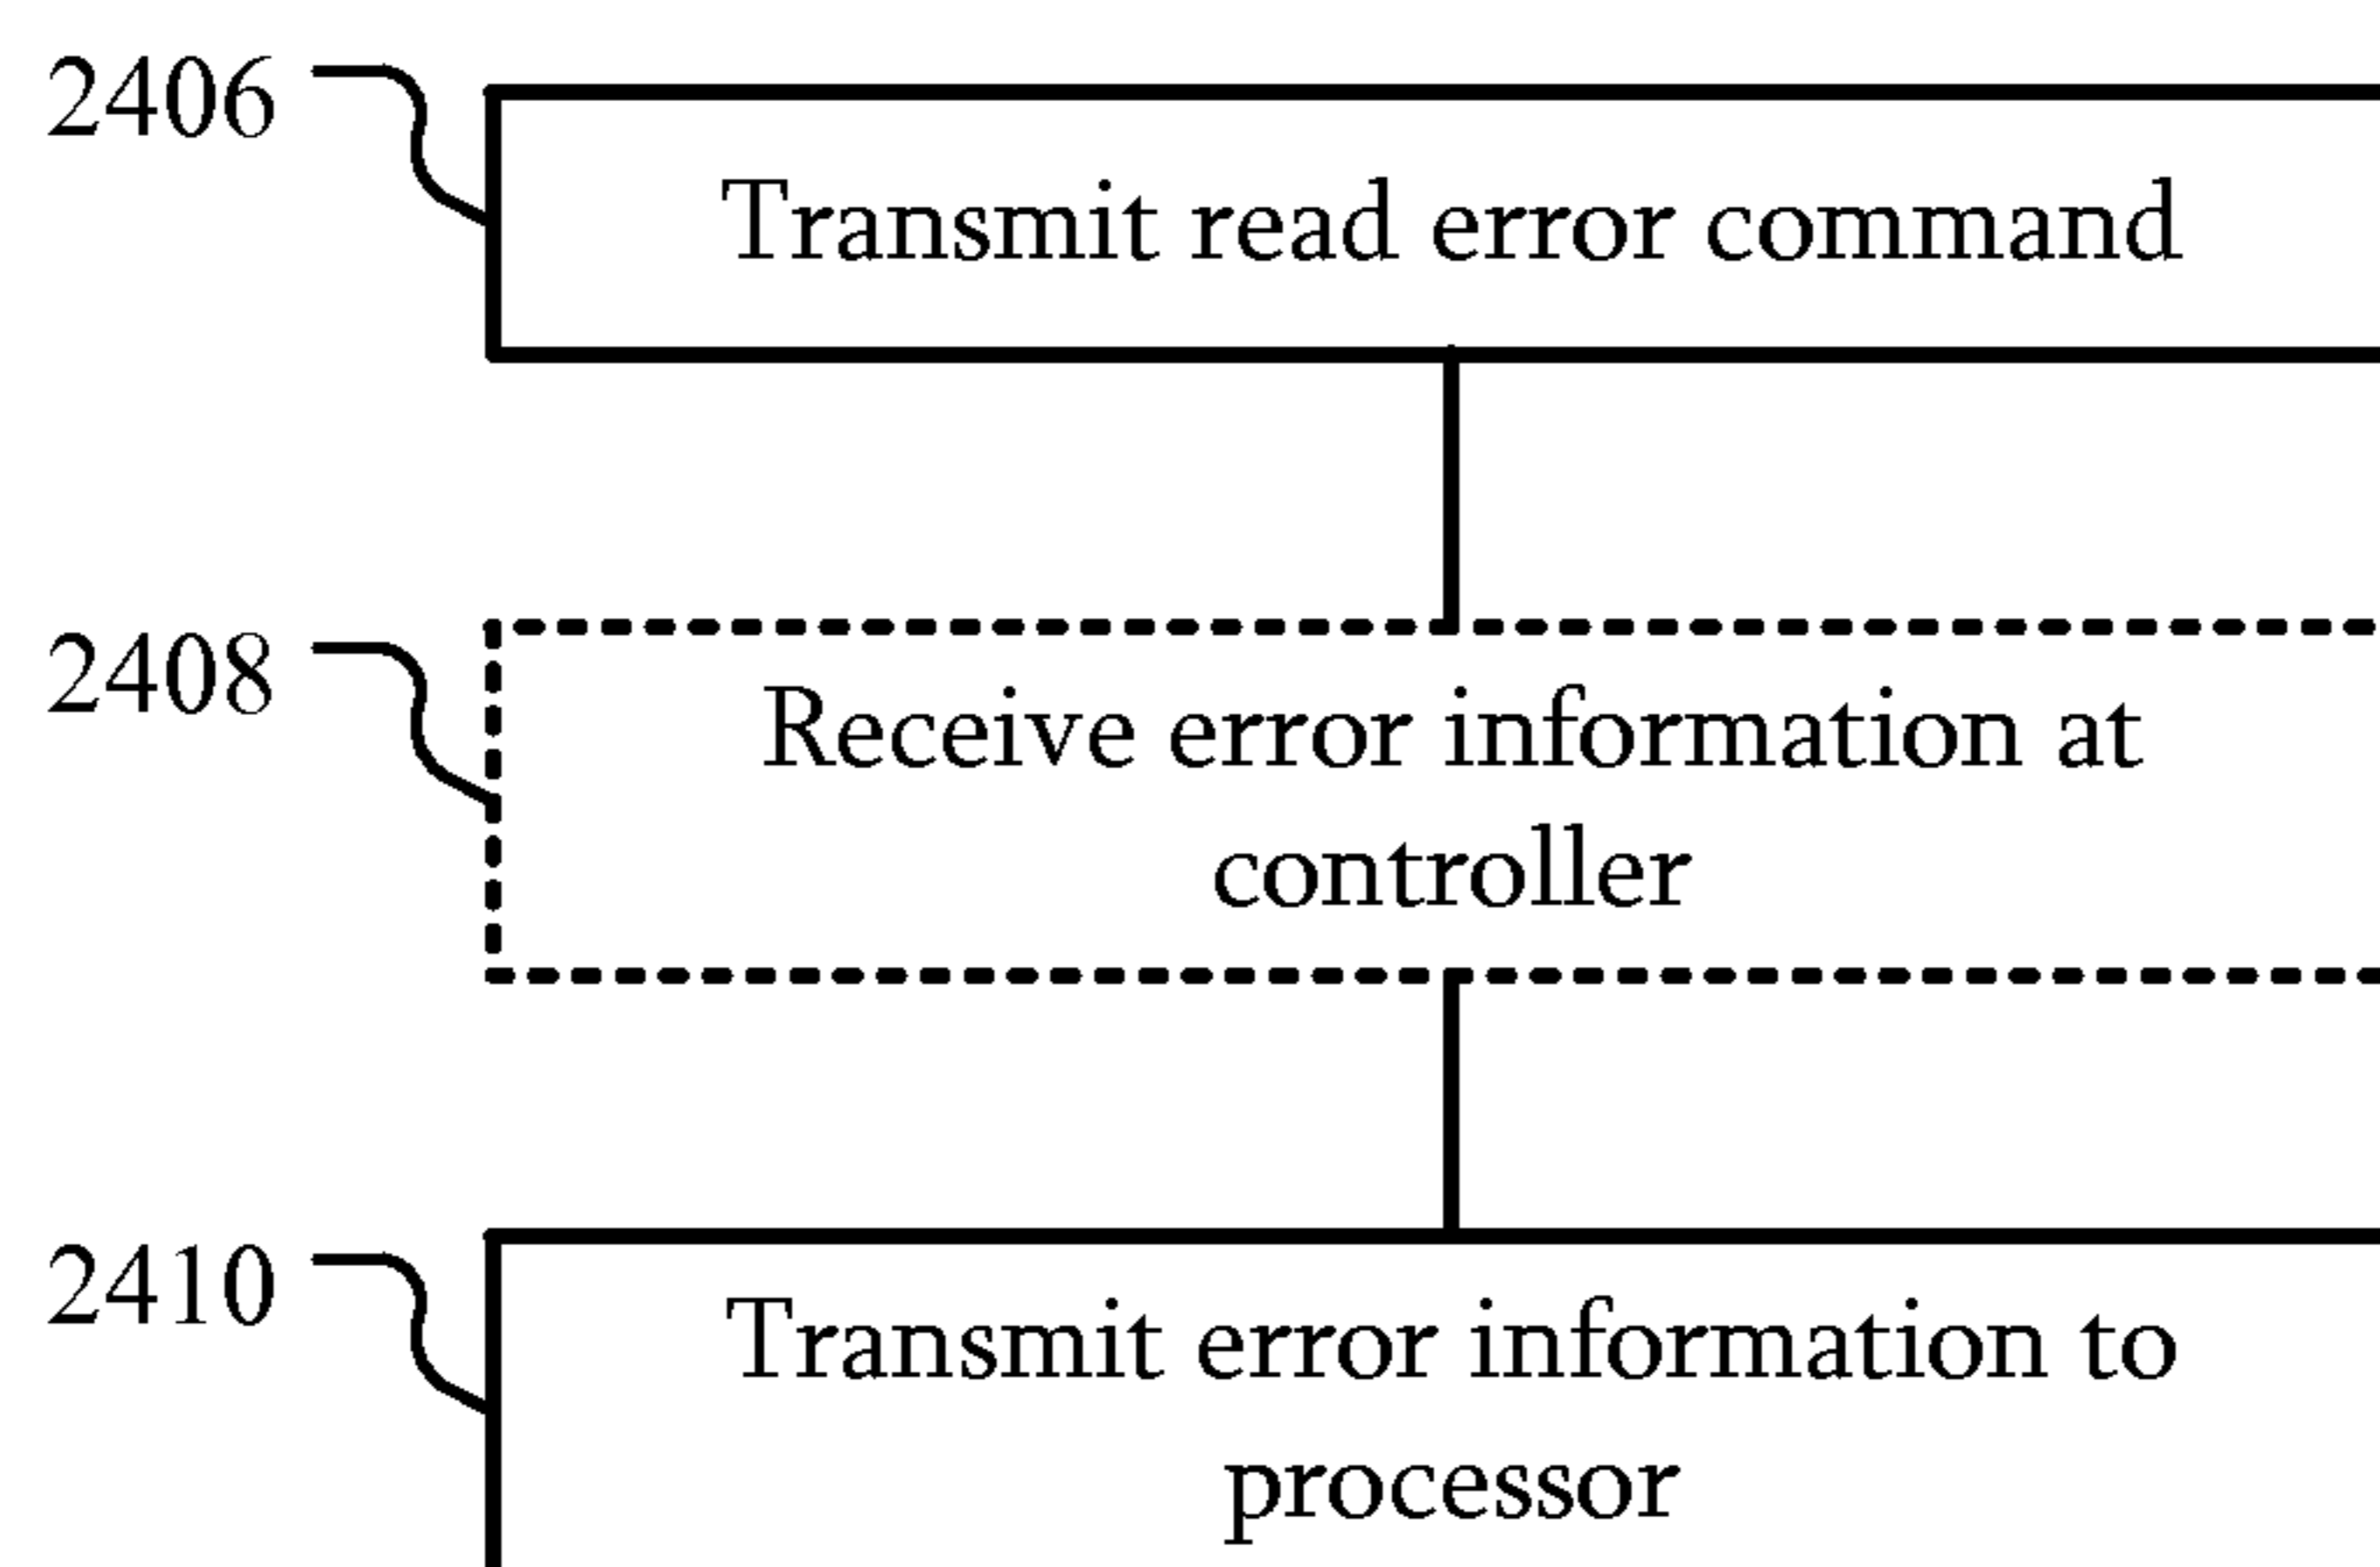 2406
Transmit read error command
2408
Receive error information at
controller
2410
Transmit error information to
processor